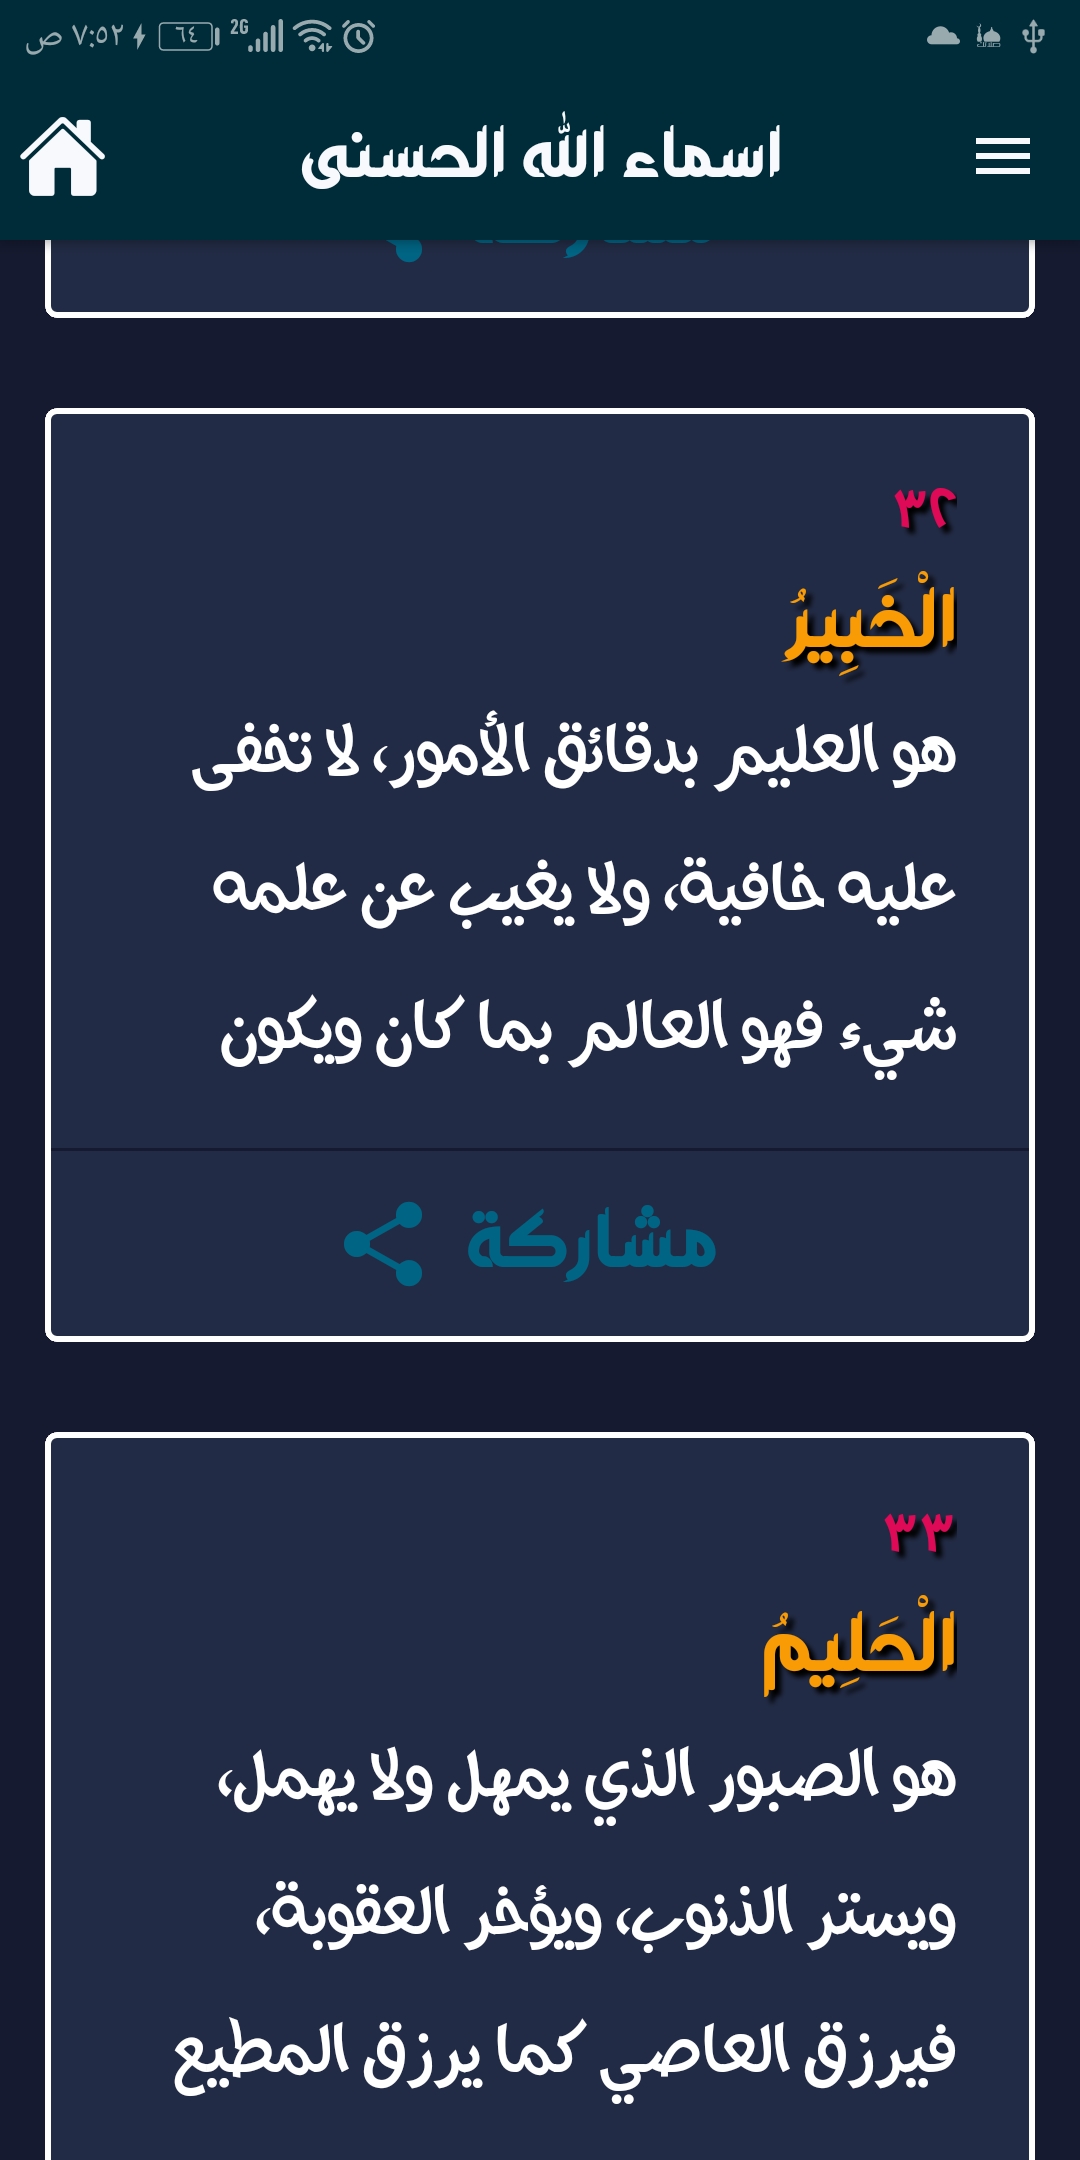 ٧:٥٢ ص
٦٤
2G
اسماء الله الحسنى
٣٢
الْخَبِيرُ
هو العليم بدقائق الأمور، لا تخفى
عليه خافية، ولا يغيب عن علمه
شيء فهو العالم بما كان ويكون
مشاركة
٣٣
الْحَلِيمُ
هو الصبور الذي يمهل ولا يهمل،
ويستر الذنوب، ويؤخر العقوبة،
فيرزق العاصي كما يرزق المطيع